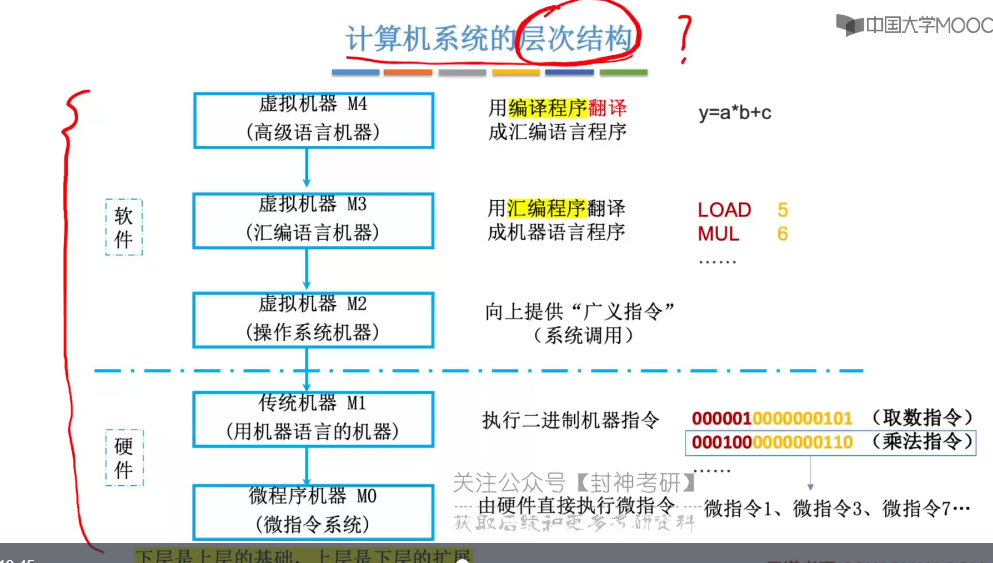 计算机系统的层次结构 ?
中国大学MOOC
虚拟机器 M4
(高级语言机器)
用编译程序翻译
成汇编语言程序
y=a*b+c
软件
虚拟机器 M3
(汇编语言机器)
用汇编程序翻译
成机器语言程序
LOAD 5
MUL 6
……
虚拟机器 M2
(操作系统机器)
向上提供“广义指令”
(系统调用)
硬件
传统机器 M1
(用机器语言的机器)
执行二进制机器指令
0000010000000101 (取数指令)
0001000000000110 (乘法指令)
……
微程序机器 M0
(微指令系统)
关注公众号【封神考研】
由硬件直接执行微指令
获取后续和更多考研资料
微指令1、微指令3、微指令7…
下层是上层的基础，上层是下层的扩展